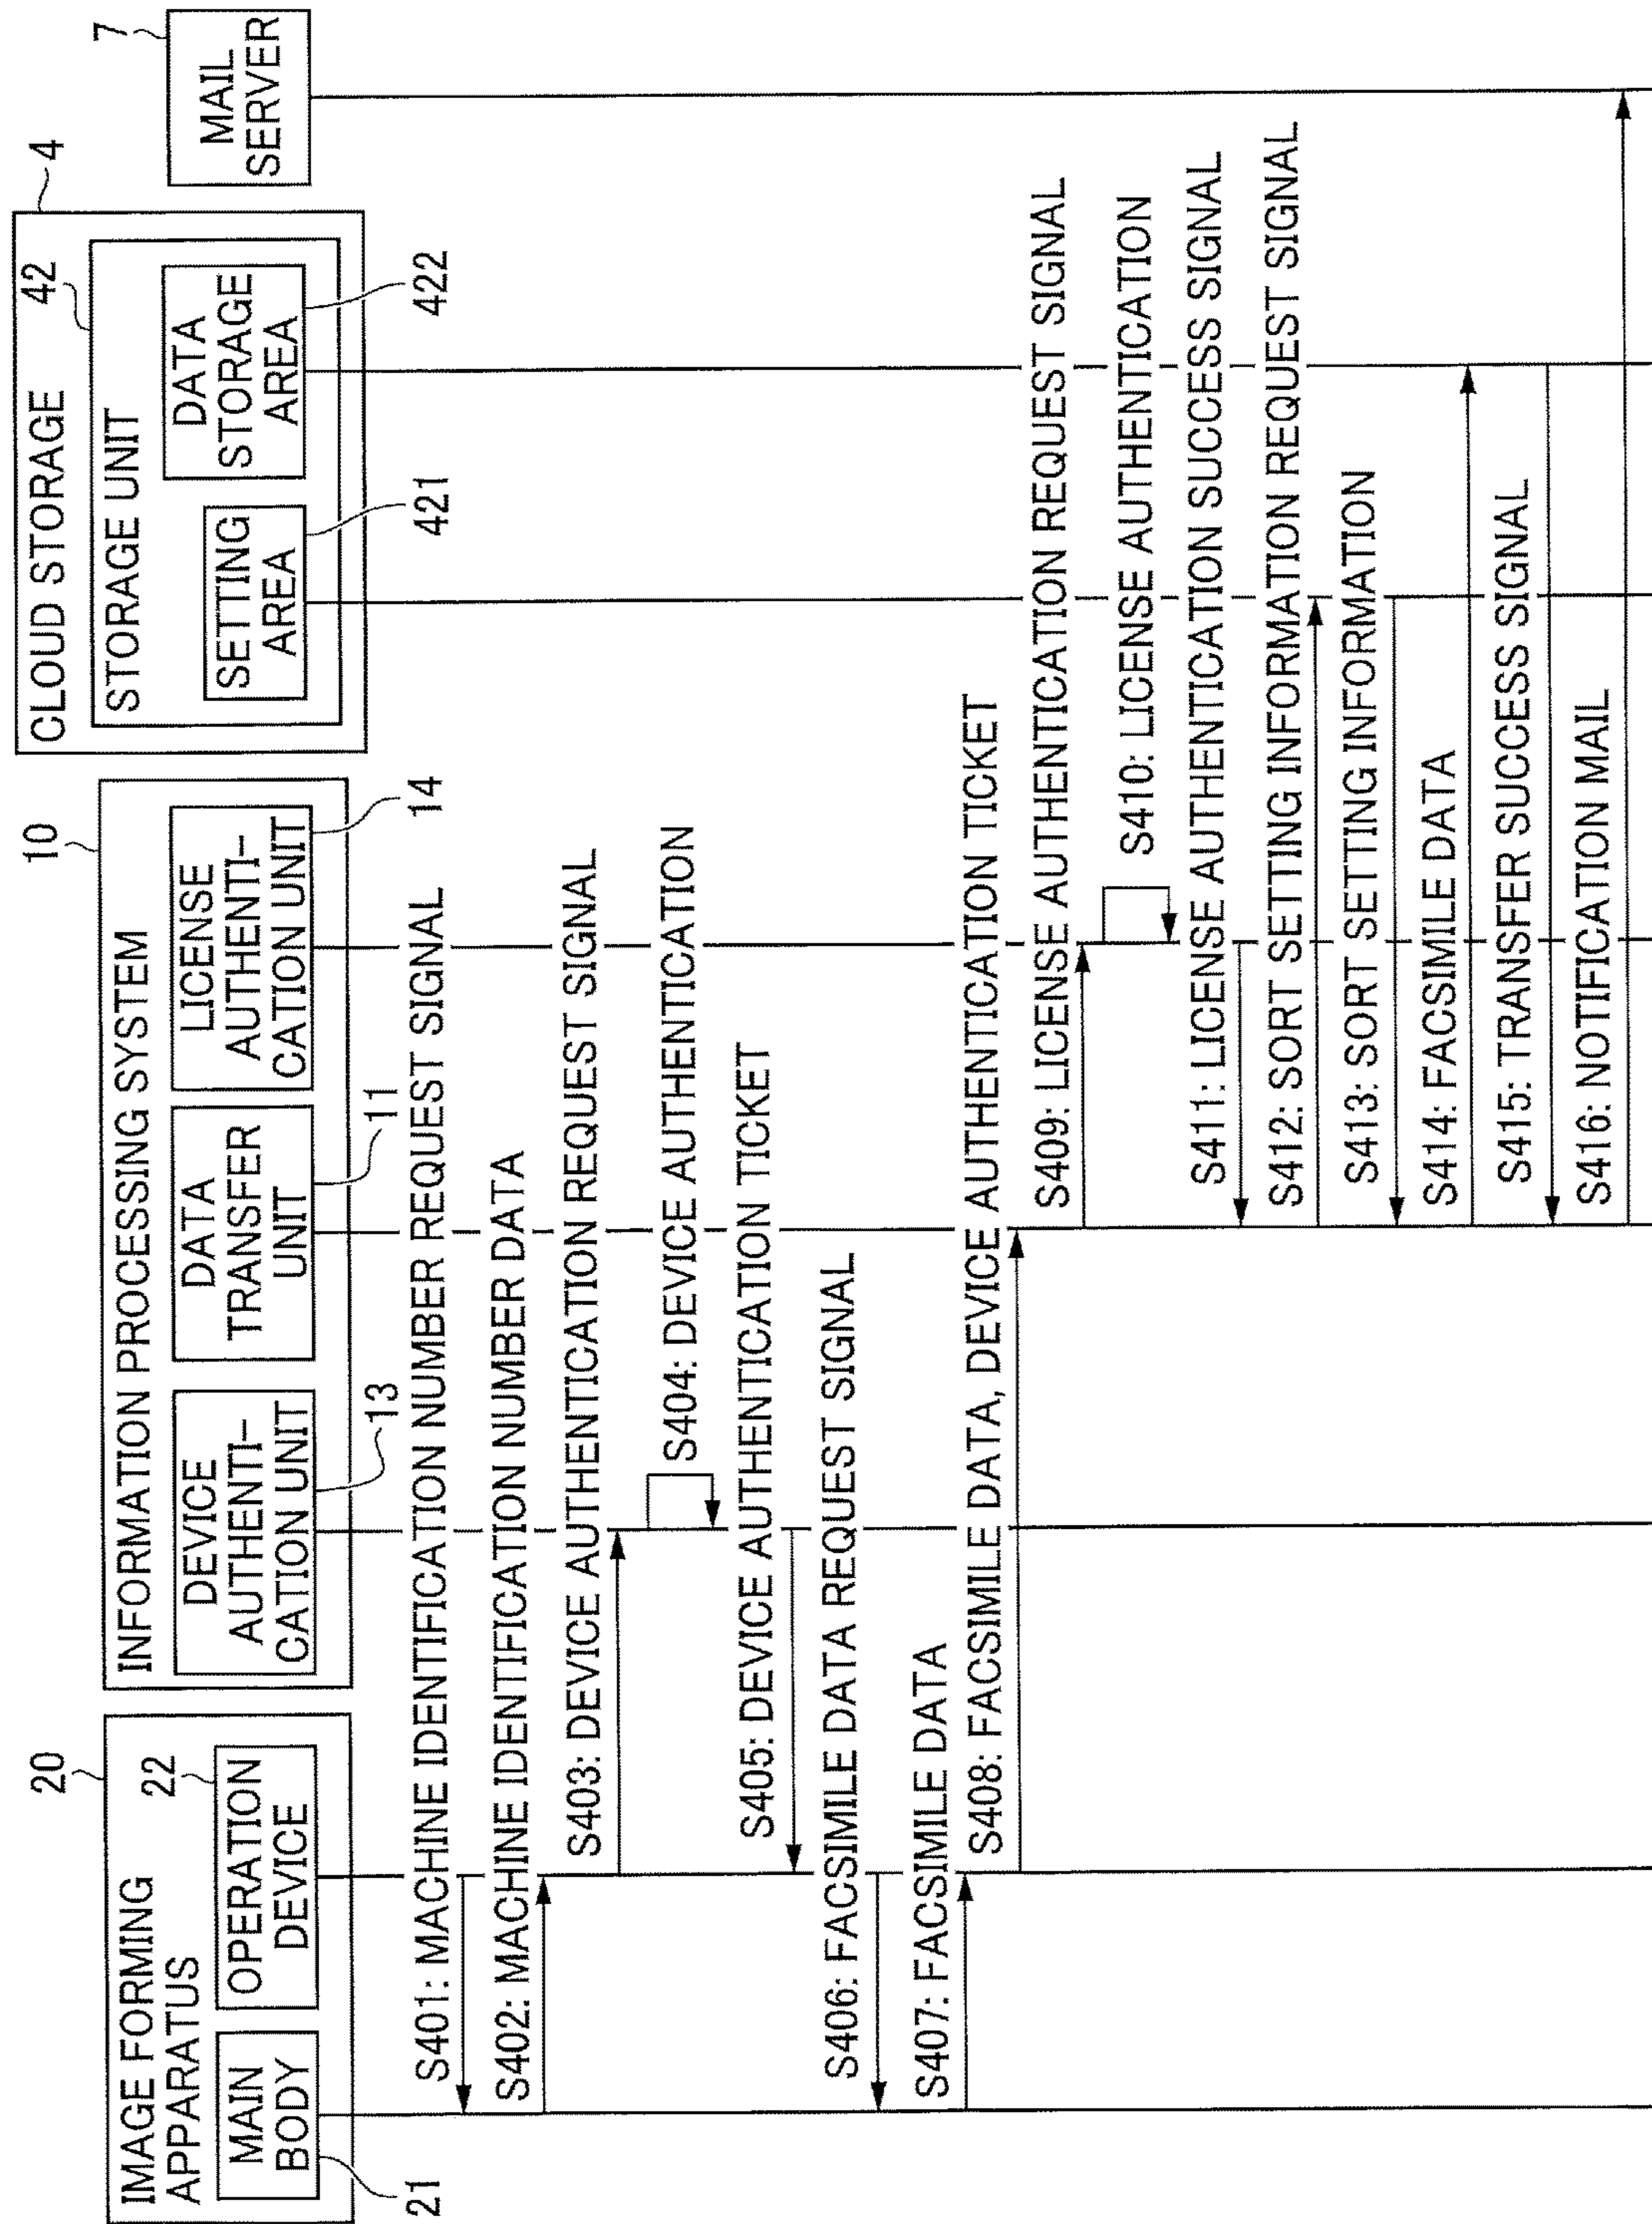 IMAGE FORMING
APPARATUS
20
MAIN
BODY
21
OPERATION
DEVICE
22
INFORMATION PROCESSING SYSTEM
10
DEVICE
AUTHENTI-
CATION UNIT
13
DATA
TRANSFER
UNIT
11
LICENSE
AUTHENTI-
CATION UNIT
14
CLOUD STORAGE
4
STORAGE UNIT
42
SETTING
AREA
421
DATA
STORAGE
AREA
422
MAIL
SERVER
7
S401: MACHINE IDENTIFICATION NUMBER REQUEST SIGNAL
S402: MACHINE IDENTIFICATION NUMBER DATA
S403: DEVICE AUTHENTICATION REQUEST SIGNAL
S404: DEVICE AUTHENTICATION
S405: DEVICE AUTHENTICATION TICKET
S406: FACSIMILE DATA REQUEST SIGNAL
S407: FACSIMILE DATA
S408: FACSIMILE DATA, DEVICE AUTHENTICATION TICKET
S409: LICENSE AUTHENTICATION REQUEST SIGNAL
S410: LICENSE AUTHENTICATION
S411: LICENSE AUTHENTICATION SUCCESS SIGNAL
S412: SORT SETTING INFORMATION REQUEST SIGNAL
S413: SORT SETTING INFORMATION
S414: FACSIMILE DATA
S415: TRANSFER SUCCESS SIGNAL
S416: NOTIFICATION MAIL